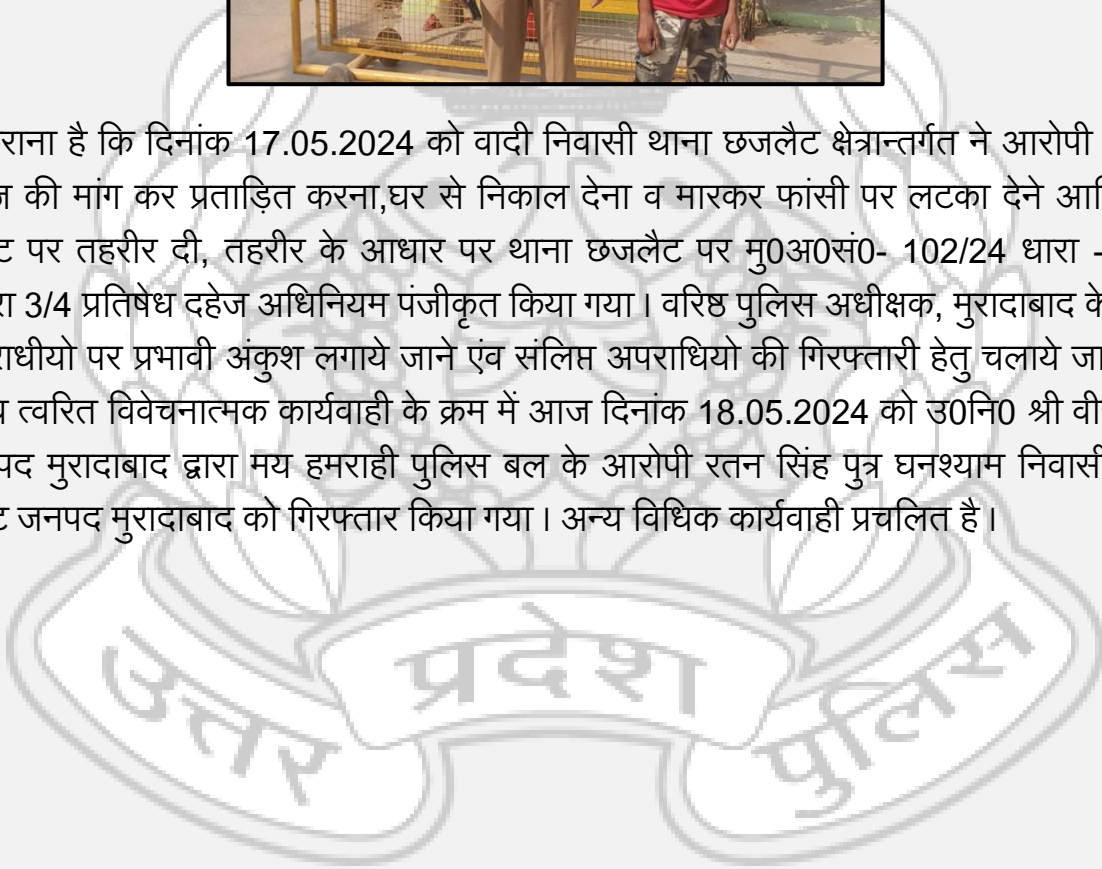 राना है कि दिनांक 17.05.2024 को वादी निवासी थाना छजलैट क्षेत्रान्तर्गत ने आरोपी
की मांग कर प्रताड़ित करना,घर से निकाल देना व मारकर फांसी पर लटका देने
पर तहरीर दी, तहरीर के आधार पर थाना छजलैट पर मु0अ0सं0- 102/24 धारा -
3/4 प्रतिषेध दहेज अधिनियम पंजीकृत किया गया। वरिष्ठ पुलिस अधीक्षक, मुरादाबाद के
राधीयो पर प्रभावी अंकुश लगाये जाने एंव संलिप्त अपराधियो की गिरफ्तारी हेतु चलाये जा
त्वरित विवेचनात्मक कार्यवाही के क्रम में आज दिनांक 18.05.2024 को उ0नि0 श्री वी
पद मुरादाबाद द्वारा मय हमराही पुलिस बल के आरोपी रतन सिंह पुत्र घनश्याम निवासी
जनपद मुरादाबाद को गिरफ्तार किया गया। अन्य विधिक कार्यवाही प्रचलित है।
उत्तर प्रदेश पुलिस